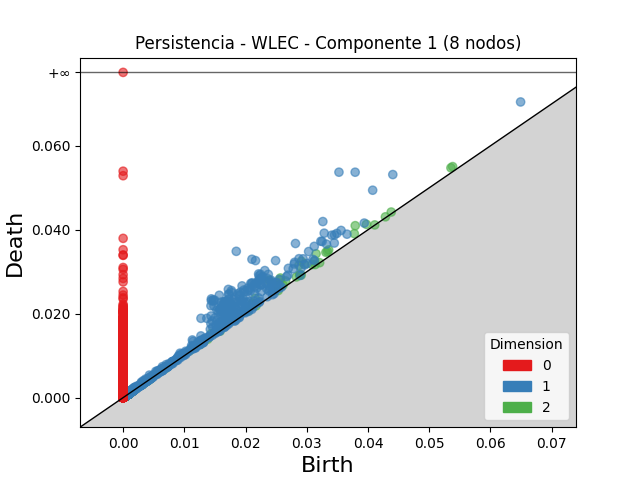 Persistencia - WLEC - Componente 1 (8 nodos)
+∞
0.060
0.040
0.020
0.000
Death
Dimension
0
1
2
0.00 0.01 0.02 0.03 0.04 0.05 0.06 0.07
Birth